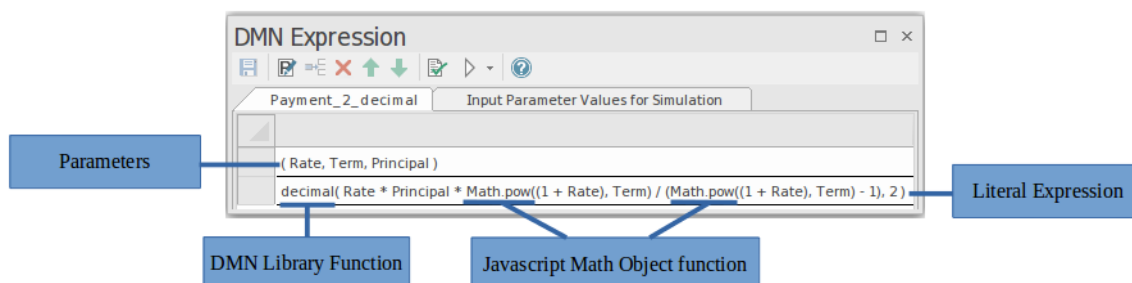 DMN Expression
Payment_2_decimal
Input Parameter Values for Simulation
Parameters
( Rate, Term, Principal )
decimal( Rate * Principal * Math.pow((1 + Rate), Term) / (Math.pow((1 + Rate), Term) - 1), 2 )
Literal Expression
DMN Library Function
Javascript Math Object function